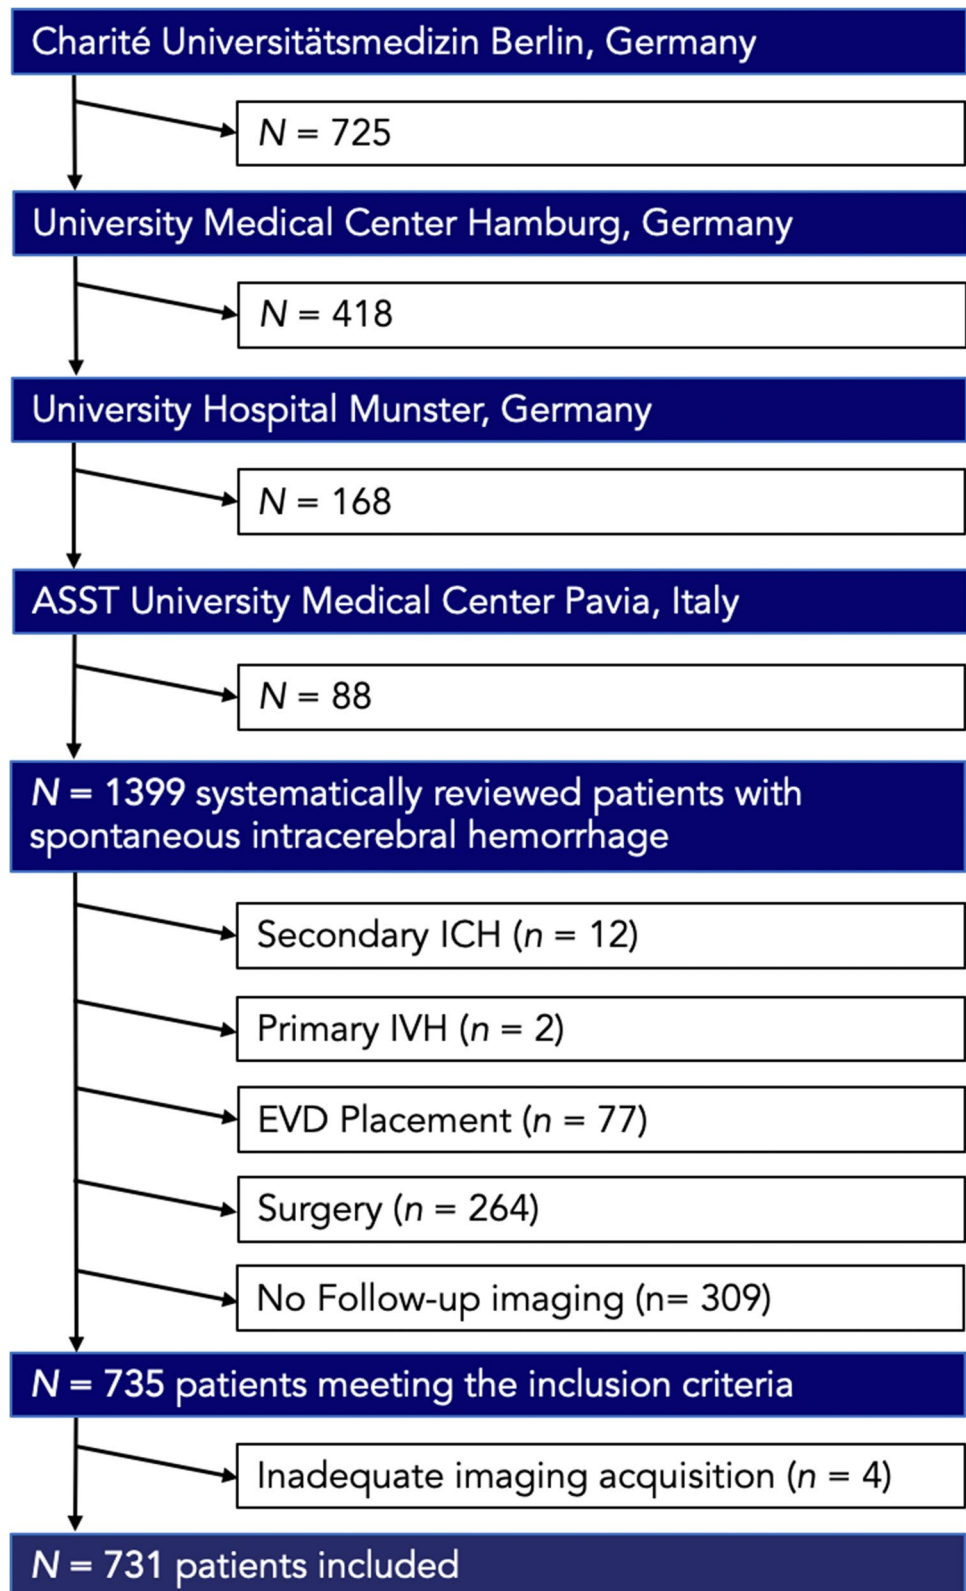 Charité Universitätsmedizin Berlin, Germany
N = 725
University Medical Center Hamburg, Germany
N = 418
University Hospital Munster, Germany
N = 168
ASST University Medical Center Pavia, Italy
N = 88
N = 1399 systematically reviewed patients with
spontaneous intracerebral hemorrhage
Secondary ICH (n = 12)
Primary IVH (n = 2)
EVD Placement (n = 77)
Surgery (n = 264)
No Follow-up imaging (n= 309)
N = 735 patients meeting the inclusion criteria
Inadequate imaging acquisition (n = 4)
N = 731 patients included